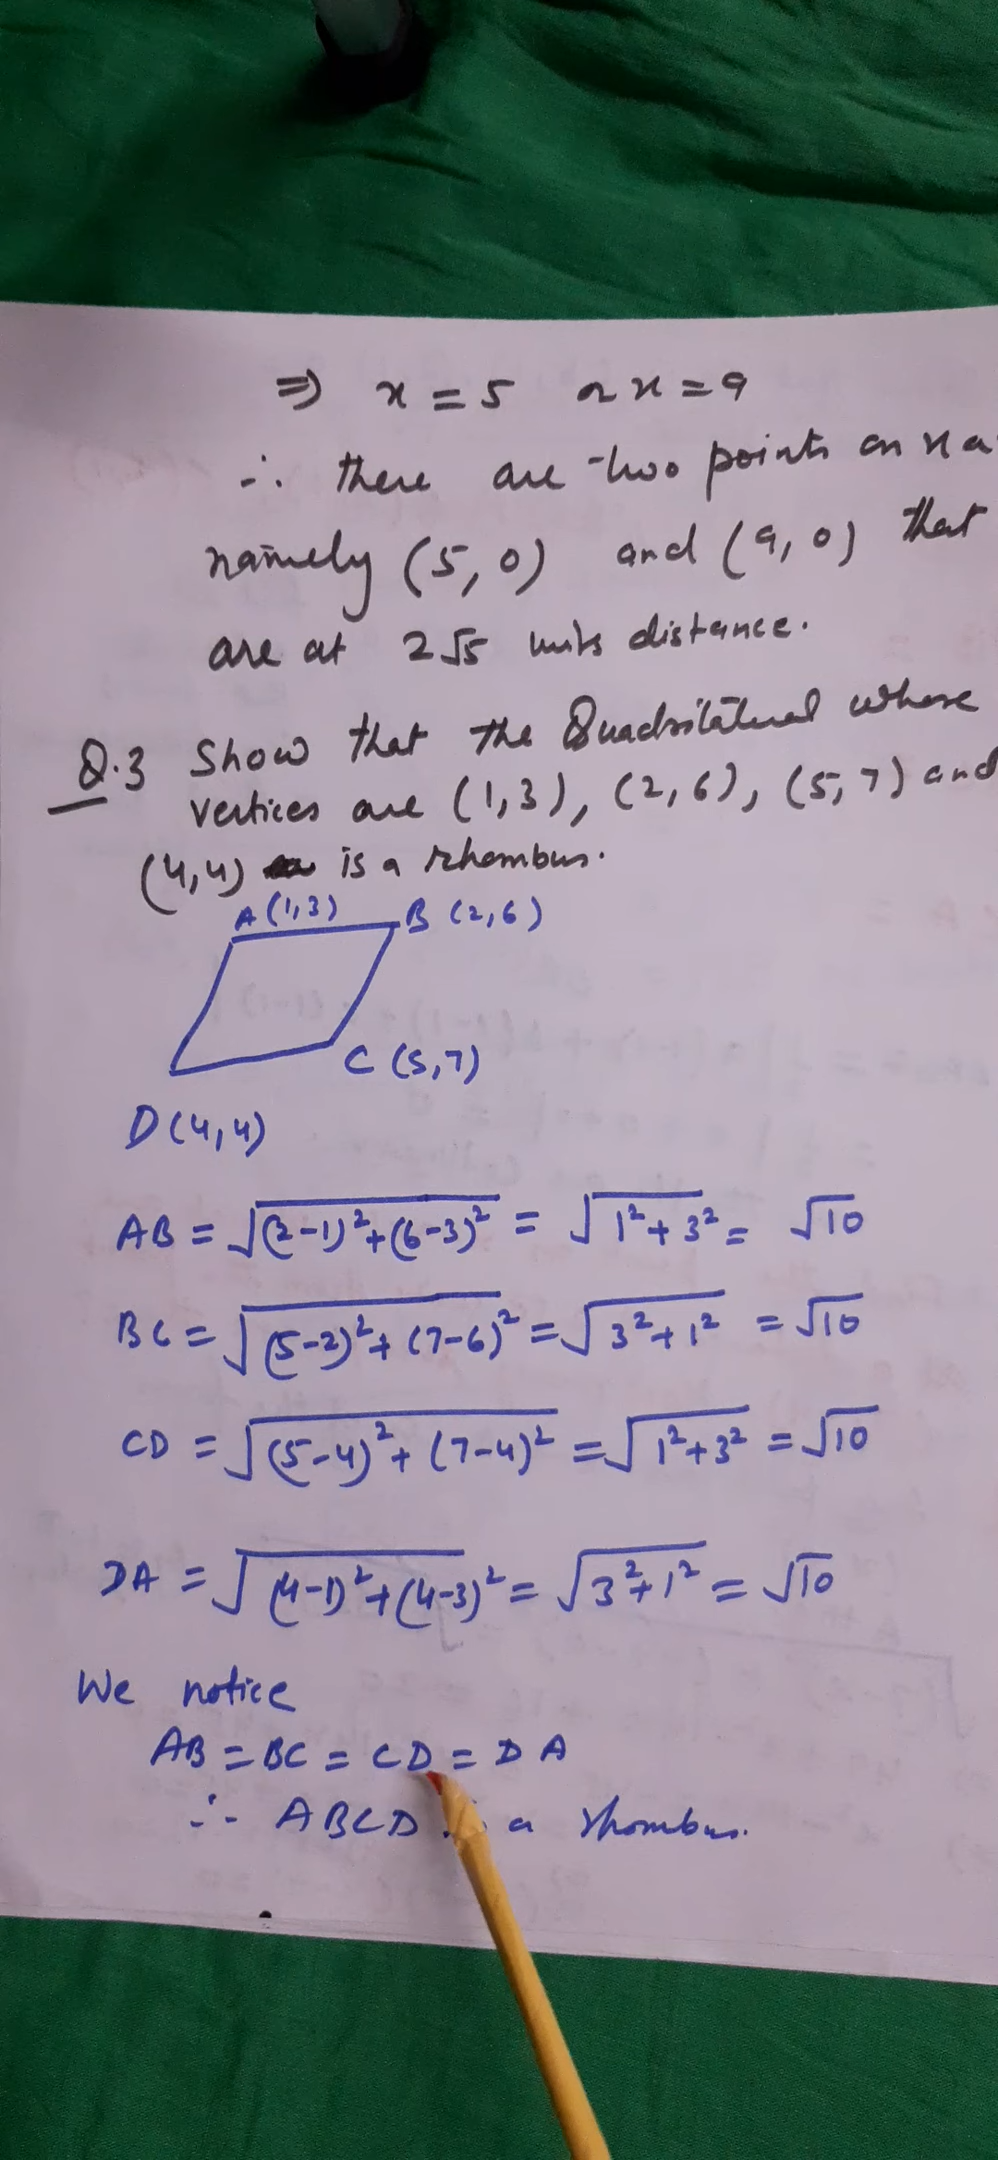 ⇒ x = 5 or x = 9
∴ there are two points on x a
namely (5, 0) and (9, 0) that
are at 2√5 units distance.
Q.3 Show that the Quadrilateral whose
vertices are (1,3), (2,6), (5,7) and
(4,4) is a rhombus.
A (1,3) B (2,6)
C (5,7)
D (4,4)
AB = √((2-1)²+(6-3)²) = √(1²+3²) = √10
BC = √((5-2)²+(7-6)²) = √(3²+1²) = √10
CD = √((5-4)²+(7-4)²) = √(1²+3²) = √10
DA = √((4-1)²+(4-3)²) = √(3²+1²) = √10
We notice
AB = BC = CD = DA
∴ ABCD a rhombus.